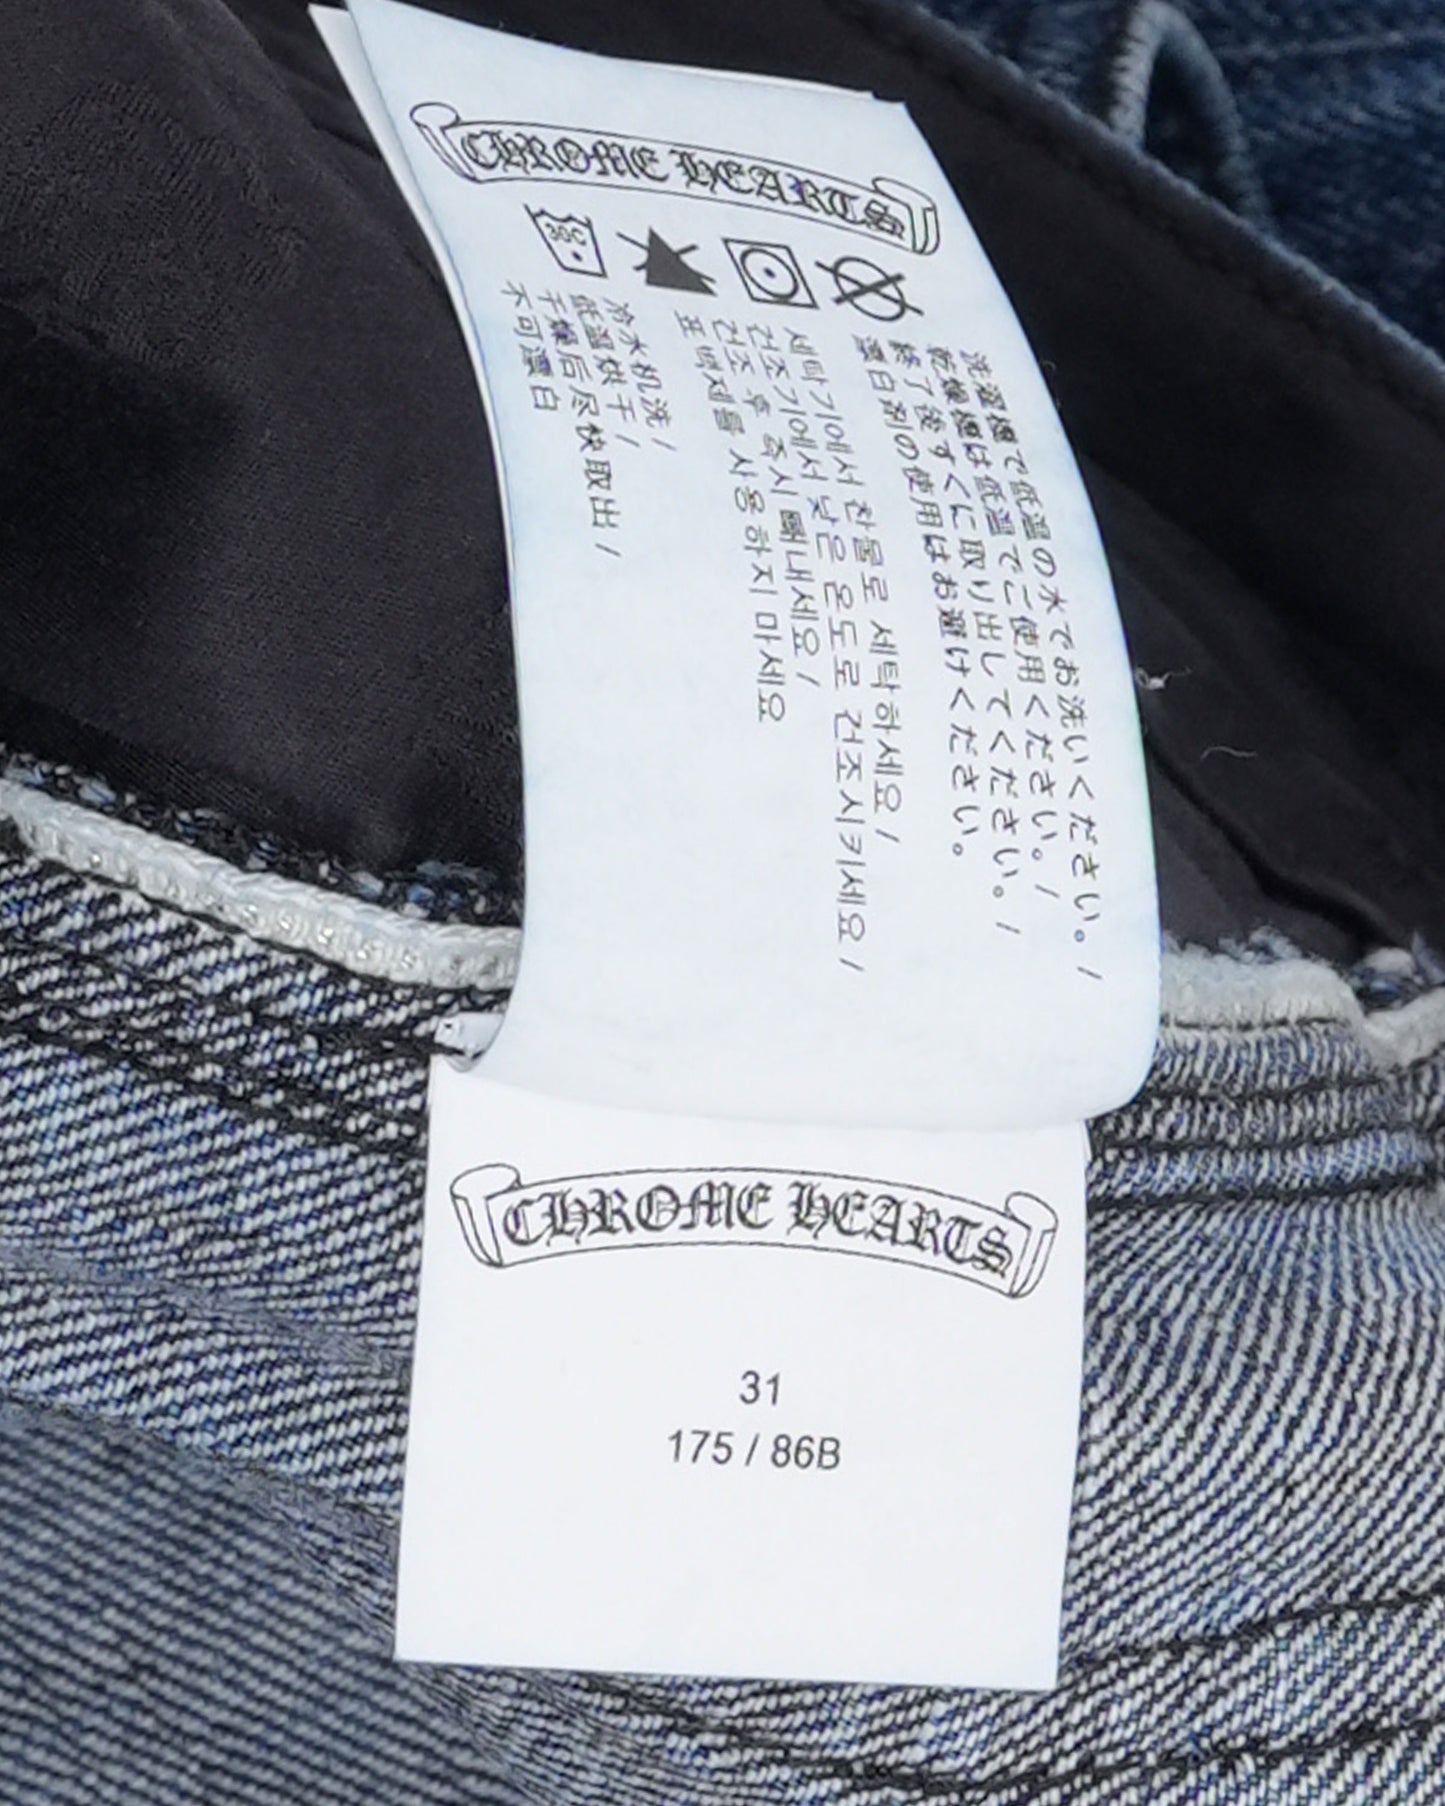 CHROME HEARTS
30C
洗濯機で低温の水でお洗いください。/
乾燥機は低温でご使用ください。/
終了後すぐに取り出してください。/
漂白剤の使用はお避けください。
세탁기에서 찬물로 세탁하세요/
건조기에서 낮은 온도로 건조시키세요/
건조 후 즉시 빼내세요/
표백제를 사용하지 마세요
冷水机洗/
低温烘干/
干燥后尽快取出/
不可漂白
CHROME HEARTS
31
175 / 86B